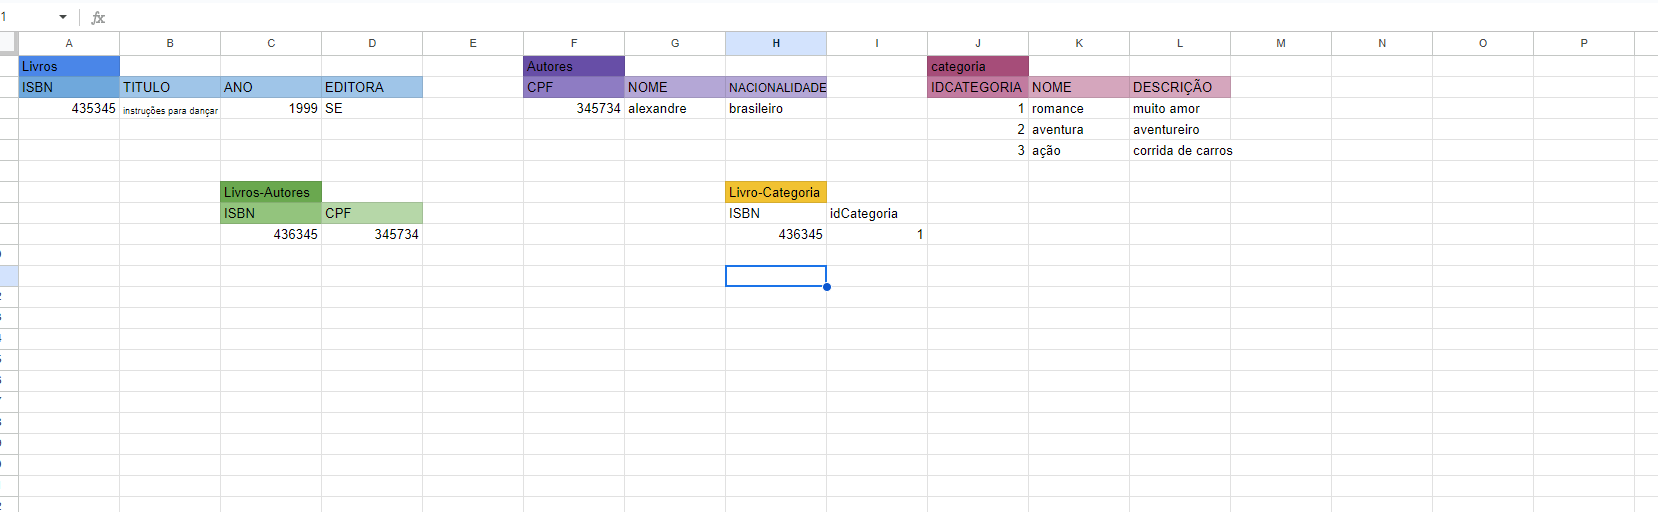 1 fx
A B C D E F G H I J K L M N O P
Livros Autores categoria
ISBN TITULO ANO EDITORA CPF NOME NACIONALIDADE IDCATEGORIA NOME DESCRIÇÃO
435345 instruções para dançar 1999 SE 345734 alexandre brasileiro 1 romance muito amor
2 aventura aventureiro
3 ação corrida de carros
Livros-Autores Livro-Categoria
ISBN CPF ISBN idCategoria
436345 345734 436345 1